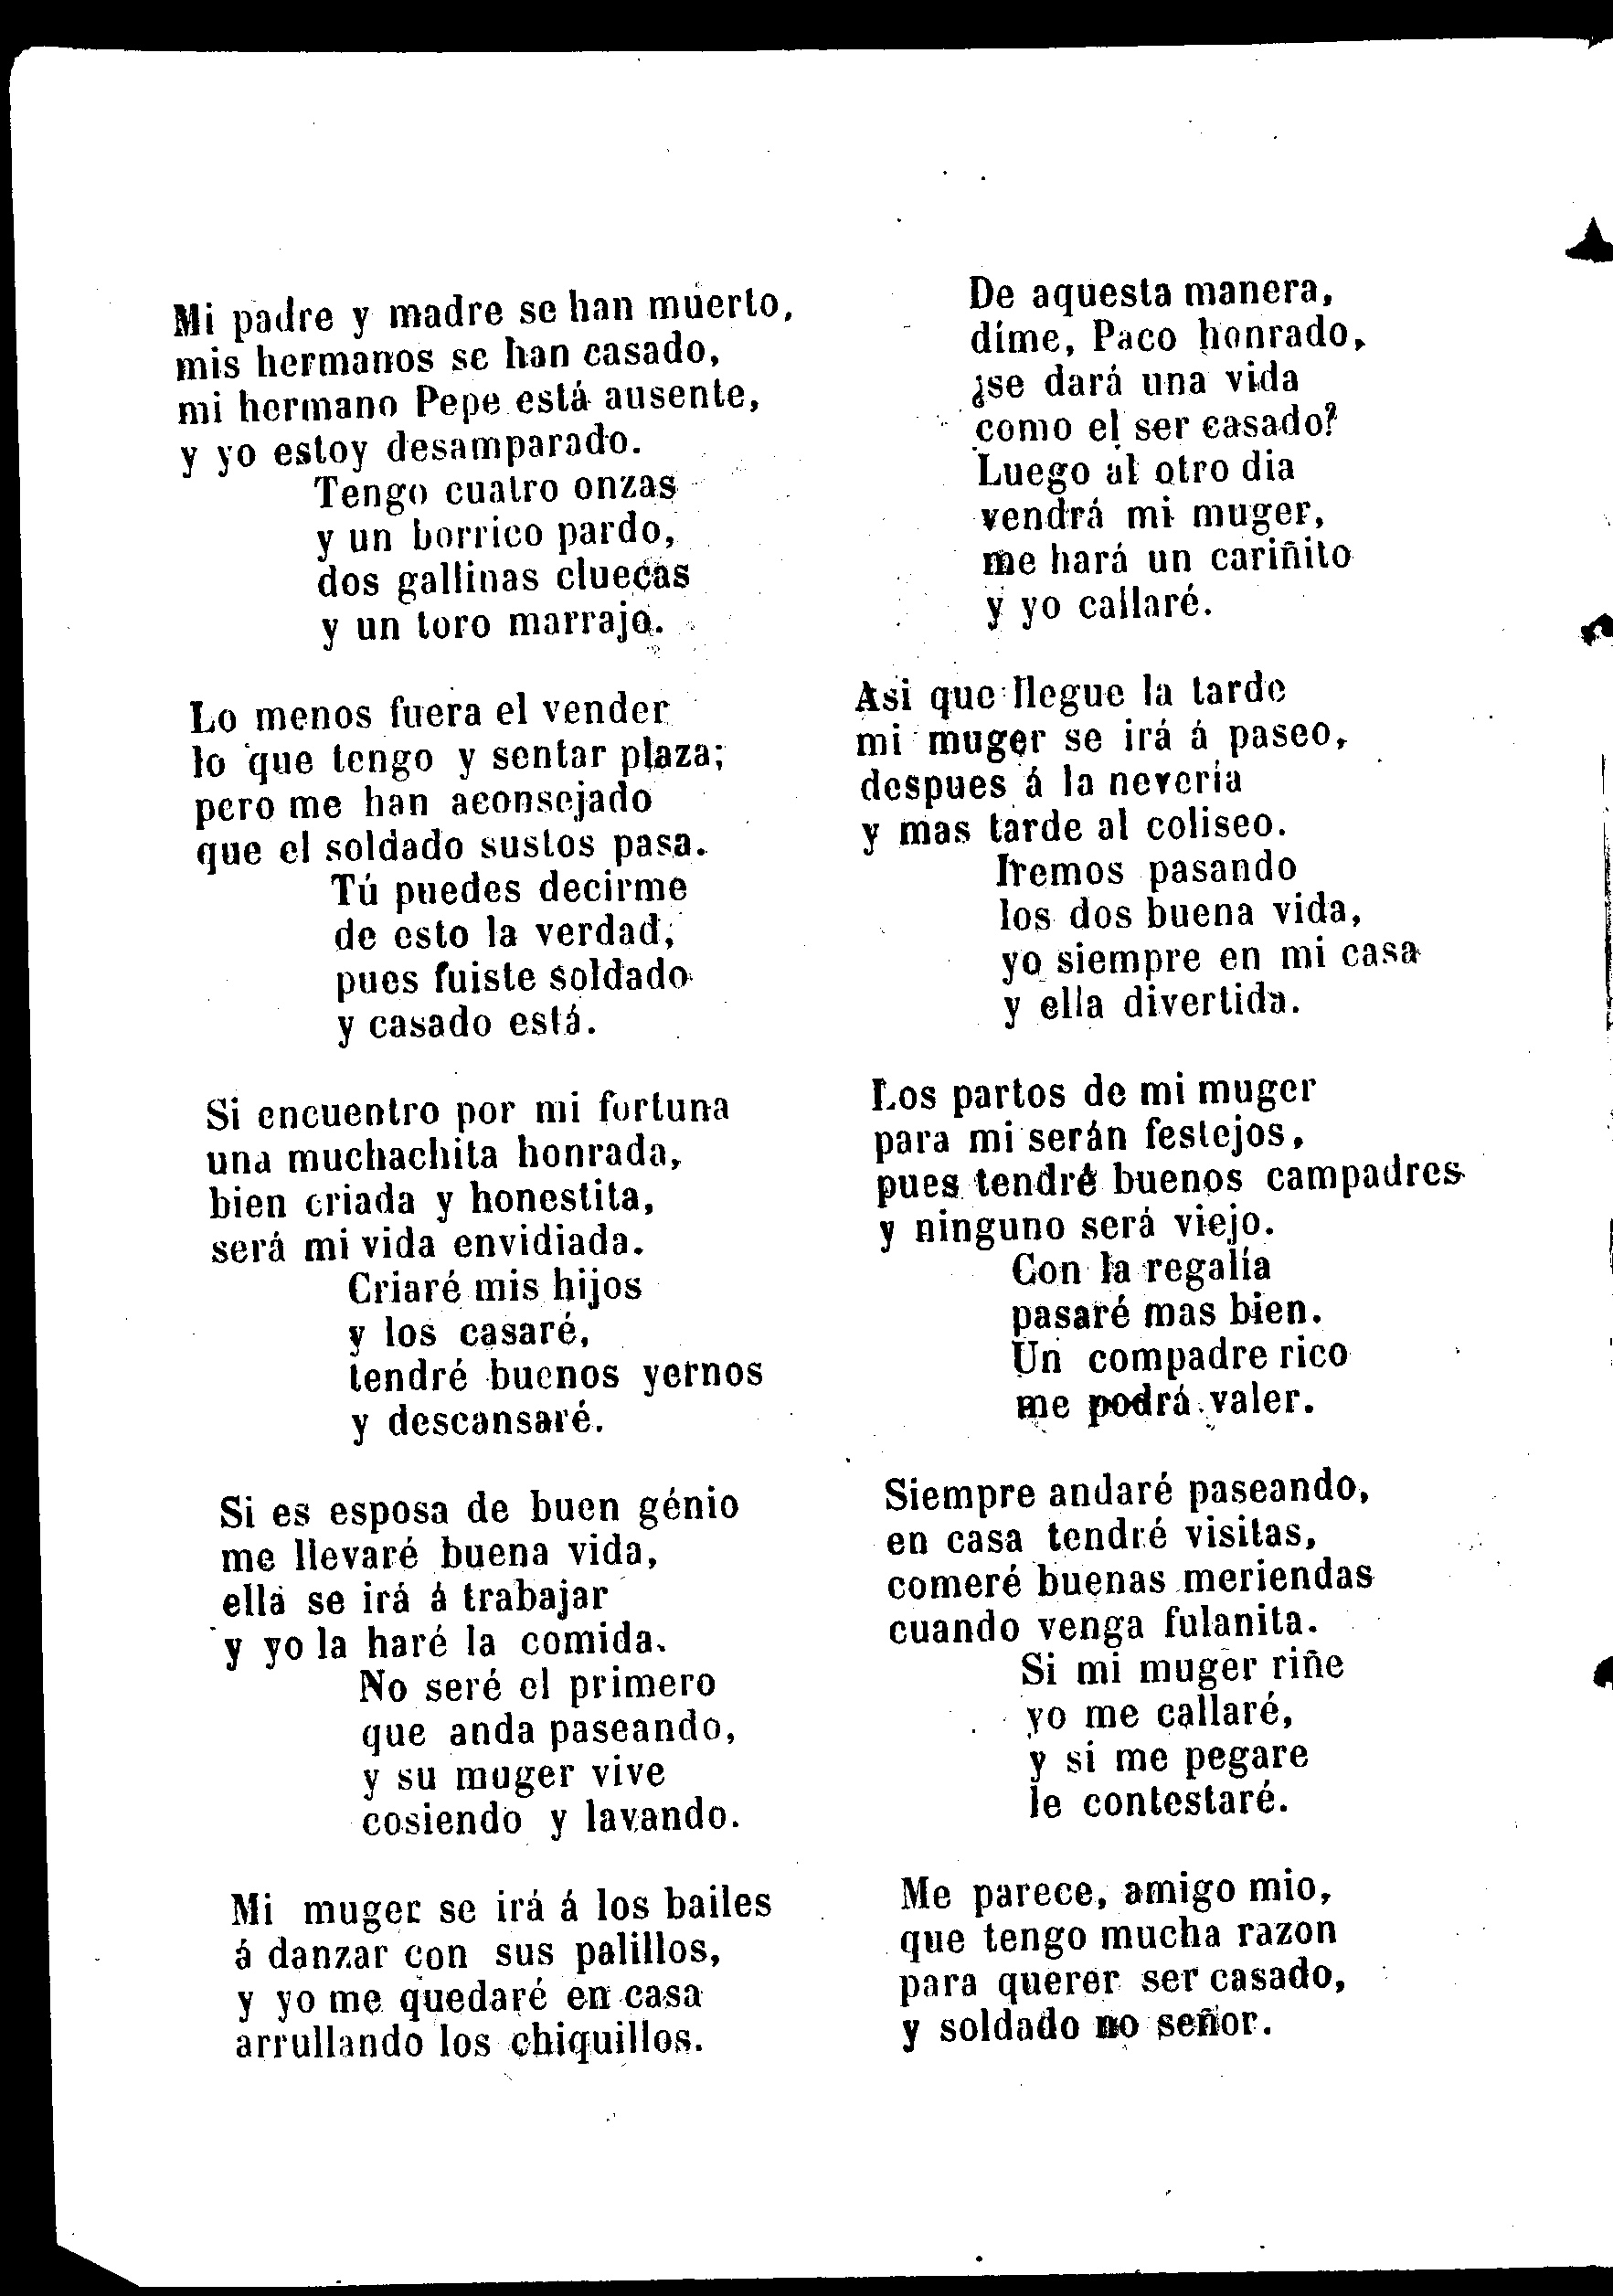 Mi padre y madre se han muerto,
mis hermanos se han casado,
mi hermano Pepe está ausente,
y yo estoy desamparado.
Tengo cuatro onzas
y un borrico pardo,
dos gallinas cluecas
y un toro marrajo.
Lo menos fuera el vender
lo que tengo y sentar plaza;
pero me han aconsejado
que el soldado sustos pasa.
Tú puedes decirme
de esto la verdad,
pues fuiste soldado
y casado está.
Si encuentro por mi fortuna
una muchachita honrada,
bien criada y honestita,
será mi vida envidiada.
Criaré mis hijos
y los casaré,
tendré buenos yernos
y descansaré.
Si es esposa de buen génio
me llevaré buena vida,
ella se irá á trabajar
y yo la haré la comida.
No seré el primero
que anda paseando,
y su muger vive
cosiendo y lavando.
Mi muger se irá á los bailes
á danzar con sus palillos,
y yo me quedaré en casa
arrullando los chiquillos.
De aquesta manera,
díme, Paco honrado,
¿se dará una vida
como el ser casado?
Luego al otro dia
vendrá mi muger,
me hará un cariñito
y yo callaré.
Asi que llegue la tarde
mi muger se irá á paseo,
despues á la nevería
y mas tarde al coliseo.
Iremos pasando
los dos buena vida,
yo siempre en mi casa
y ella divertida.
Los partos de mi muger
para mi serán festejos,
pues tendré buenos campadres
y ninguno será viejo.
Con la regalía
pasaré mas bien.
Un compadre rico
me podrá valer.
Siempre andaré paseando,
en casa tendré visitas,
comeré buenas meriendas
cuando venga fulanita.
Si mi muger riñe
yo me callaré,
y si me pegare
le contestaré.
Me parece, amigo mio,
que tengo mucha razon
para querer ser casado,
y soldado no señor.